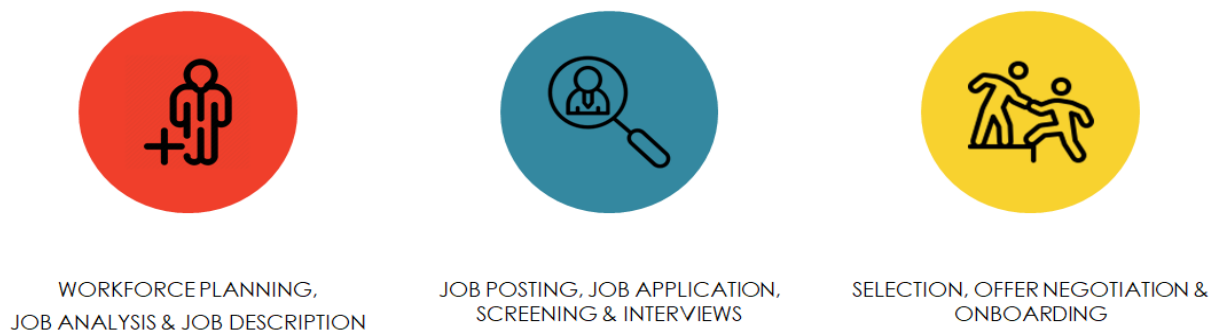 WORKFORCE PLANNING,
JOB ANALYSIS & JOB DESCRIPTION
JOB POSTING, JOB APPLICATION,
SCREENING & INTERVIEWS
SELECTION, OFFER NEGOTIATION &
ONBOARDING